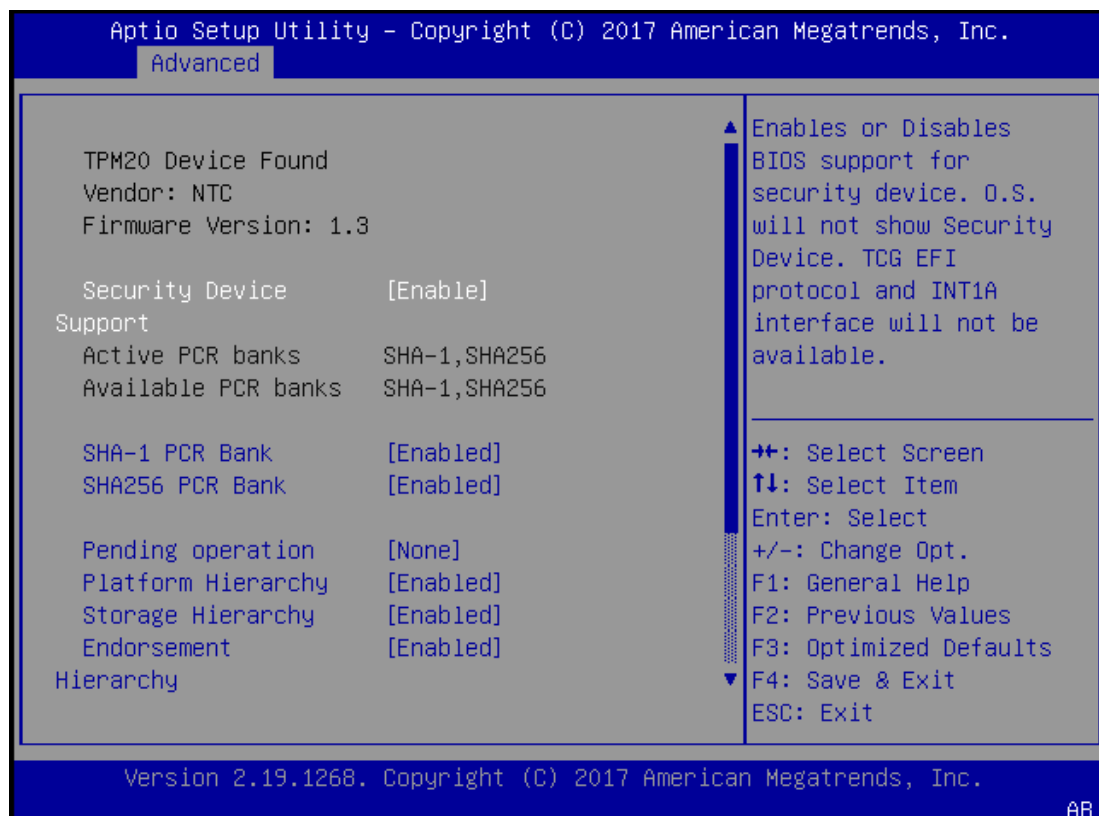 Aptio Setup Utility – Copyright (C) 2017 American Megatrends, Inc.
Advanced
TPM20 Device Found
Vendor: NTC
Firmware Version: 1.3
Security Device [Enable]
Support
Active PCR banks SHA-1,SHA256
Available PCR banks SHA-1,SHA256
SHA-1 PCR Bank [Enabled]
SHA256 PCR Bank [Enabled]
Pending operation [None]
Platform Hierarchy [Enabled]
Storage Hierarchy [Enabled]
Endorsement [Enabled]
Hierarchy
Enables or Disables
BIOS support for
security device. O.S.
will not show Security
Device. TCG EFI
protocol and INT1A
interface will not be
available.
→←: Select Screen
↑↓: Select Item
Enter: Select
+/-: Change Opt.
F1: General Help
F2: Previous Values
F3: Optimized Defaults
F4: Save & Exit
ESC: Exit
Version 2.19.1268. Copyright (C) 2017 American Megatrends, Inc.
AB